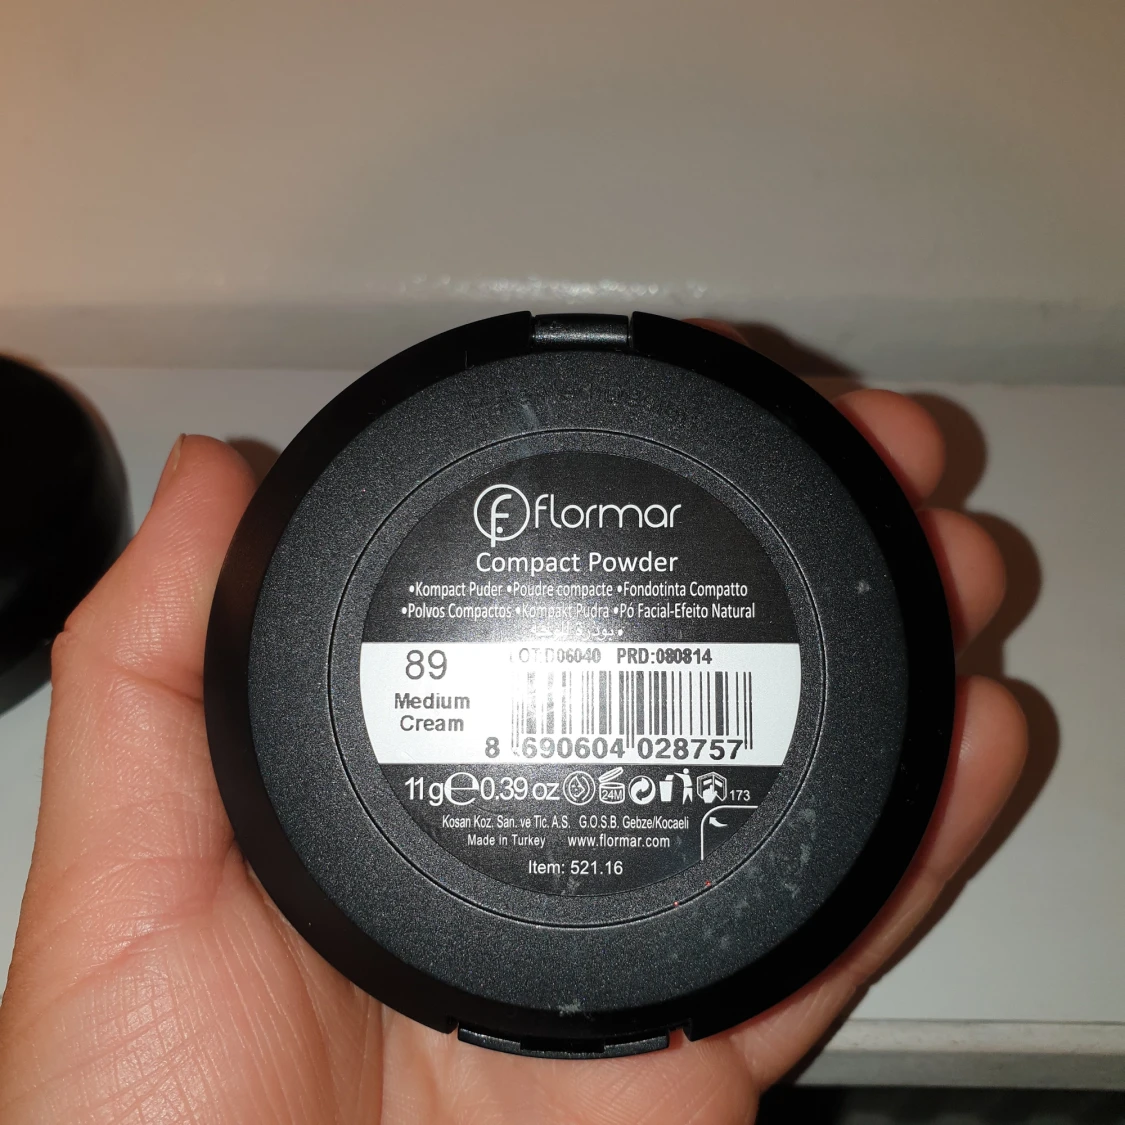 flormar
Compact Powder
•Kompact Puder •Poudre compacte •Fondotinta Compatto
•Polvos Compactos •Kompakt Pudra •Pó Facial-Efeito Natural
89
Medium
Cream
LOT:D06040 PRD:080814
8 690604 028757
11 g ℮ 0.39 oz 24M 173
Kosan Koz. San. ve Tic. A.S. G.O.S.B. Gebze/Kocaeli
Made in Turkey www.flormar.com
Item: 521.16